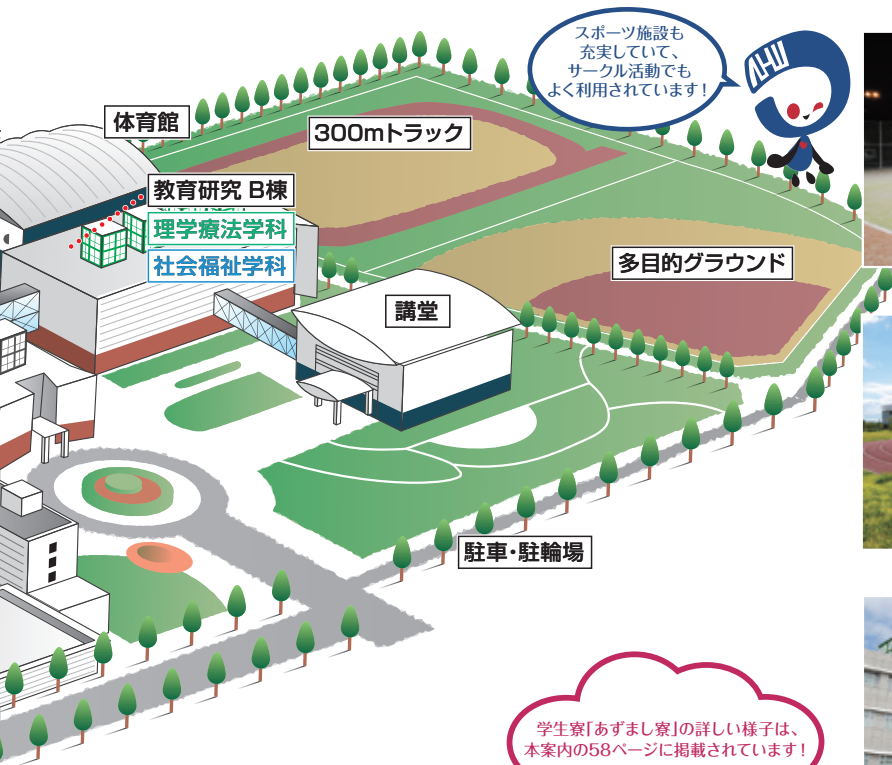 スポーツ施設も
充実していて、
サークル活動でも
よく利用されています!
体育館
300mトラック
教育研究 B棟
理学療法学科
社会福祉学科
多目的グラウンド
講堂
駐車・駐輪場
学生寮「あずまし寮」の詳しい様子は、
本案内の58ページに掲載されています!